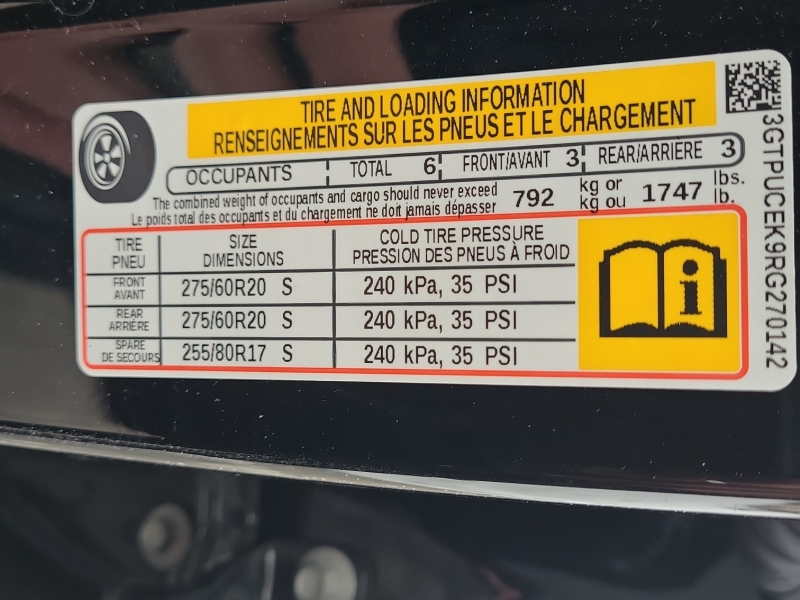 TIRE AND LOADING INFORMATION
RENSEIGNEMENTS SUR LES PNEUS ET LE CHARGEMENT
OCCUPANTS TOTAL 6 FRONT/AVANT 3 REAR/ARRIÈRE 3
The combined weight of occupants and cargo should never exceed 792 kg or 1747 lbs.
Le poids total des occupants et du chargement ne doit jamais dépasser kg ou lb.
TIRE SIZE COLD TIRE PRESSURE
PNEU DIMENSIONS PRESSION DES PNEUS À FROID
FRONT
AVANT 275/60R20 S 240 kPa, 35 PSI
REAR
ARRIÈRE 275/60R20 S 240 kPa, 35 PSI
SPARE
DE SECOURS 255/80R17 S 240 kPa, 35 PSI
i
3GTPUCEK9RG270142